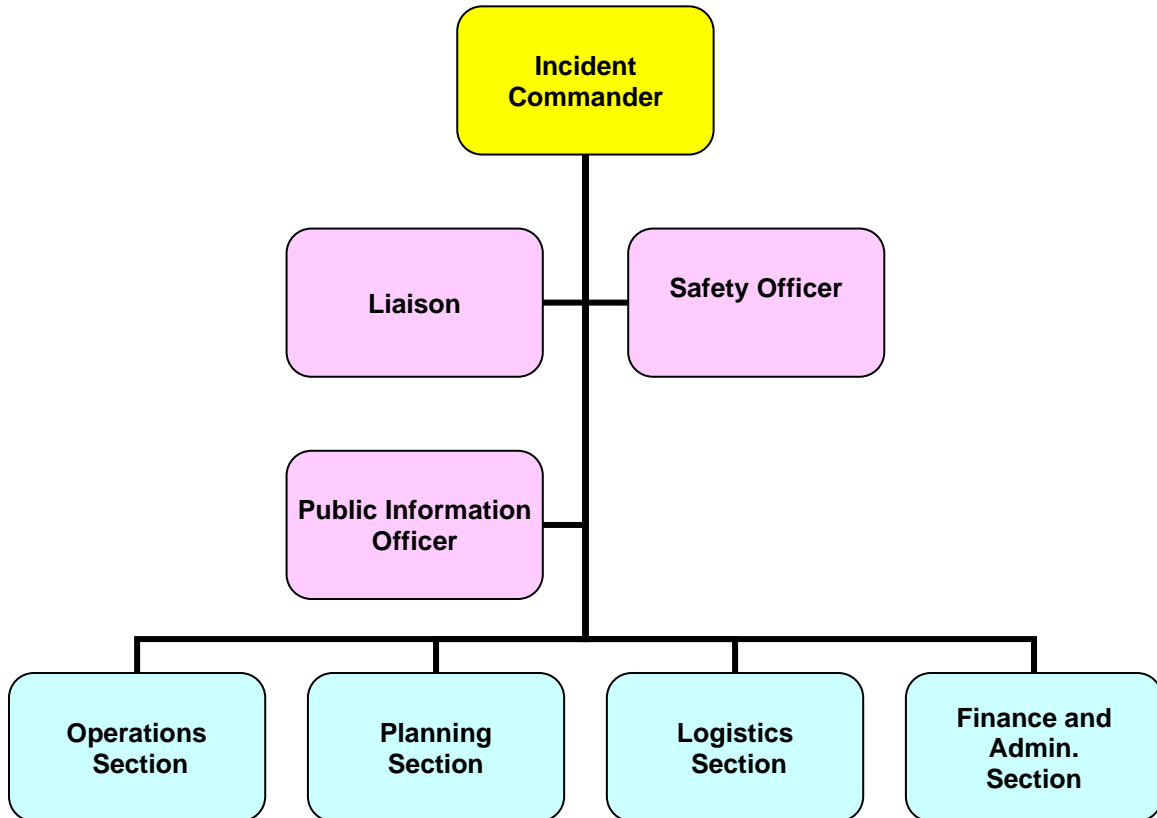 Incident
Commander
Liaison
Safety Officer
Public Information
Officer
Operations
Section
Planning
Section
Logistics
Section
Finance and
Admin.
Section